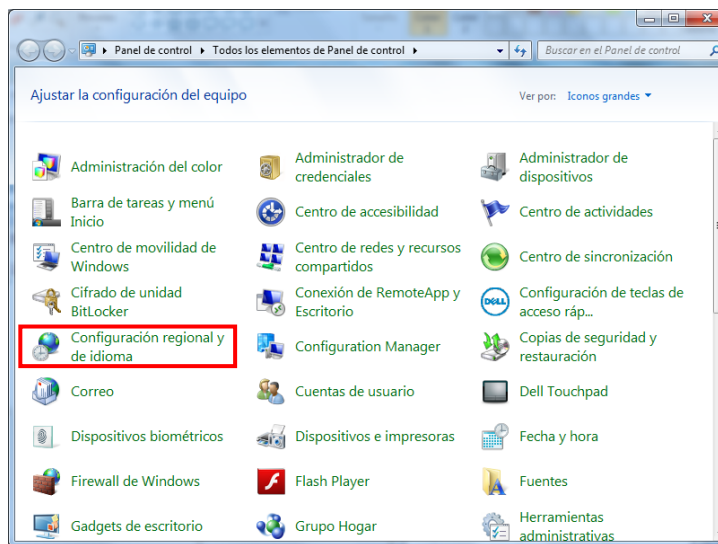 Panel de control
Todos los elementos de Panel de control
Buscar en el Panel de control
Ajustar la configuración del equipo
Ver por:
Iconos grandes
Administración del color
Administrador de
credenciales
Administrador de
dispositivos
Barra de tareas y menú
Inicio
Centro de accesibilidad
Centro de actividades
Centro de movilidad de
Windows
Centro de redes y recursos
compartidos
Centro de sincronización
Cifrado de unidad
BitLocker
Conexión de RemoteApp y
Escritorio
DELL
Configuración de teclas de
acceso ráp...
Configuración regional y
de idioma
Configuration Manager
Copias de seguridad y
restauración
Correo
Cuentas de usuario
Dell Touchpad
Dispositivos biométricos
Dispositivos e impresoras
Fecha y hora
Firewall de Windows
Flash Player
Fuentes
Gadgets de escritorio
Grupo Hogar
Herramientas
administrativas